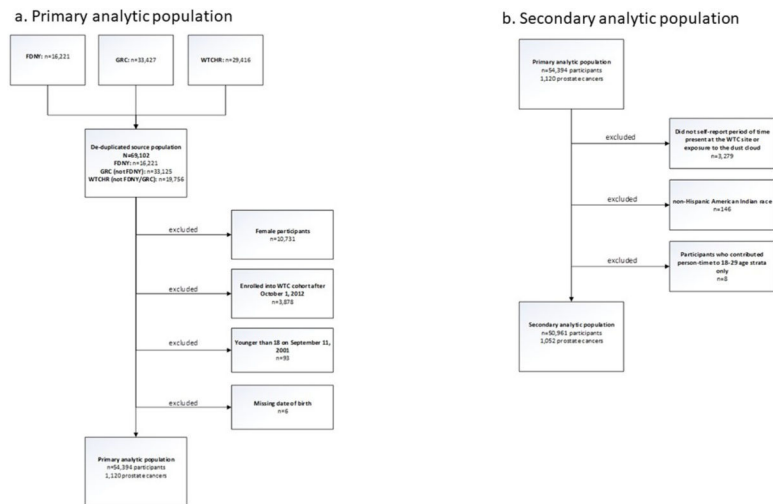 a. Primary analytic population
FDNY: n=16,221
GRC: n=33,427
WTCHR: n=29,416
De-duplicated source population
N=69,102
FDNY: n=16,221
GRC (not FDNY): n=33,125
WTCHR (not FDNY/GRC): n=19,756
excluded
Female participants
n=10,731
excluded
Enrolled into WTC cohort after
October 1, 2012
n=3,878
excluded
Younger than 18 on September 11,
2001
n=93
excluded
Missing date of birth
n=6
Primary analytic population
n=54,394 participants
1,120 prostate cancers
b. Secondary analytic population
Primary analytic population
n=54,394 participants
1,120 prostate cancers
excluded
Did not self-report period of time
present at the WTC site
or exposure to the dust cloud
n=3,279
excluded
non-Hispanic American Indian race
n=146
excluded
Participants who contributed
person-time to 18-29 age strata
only
n=8
Secondary analytic population
n=50,961 participants
1,052 prostate cancers